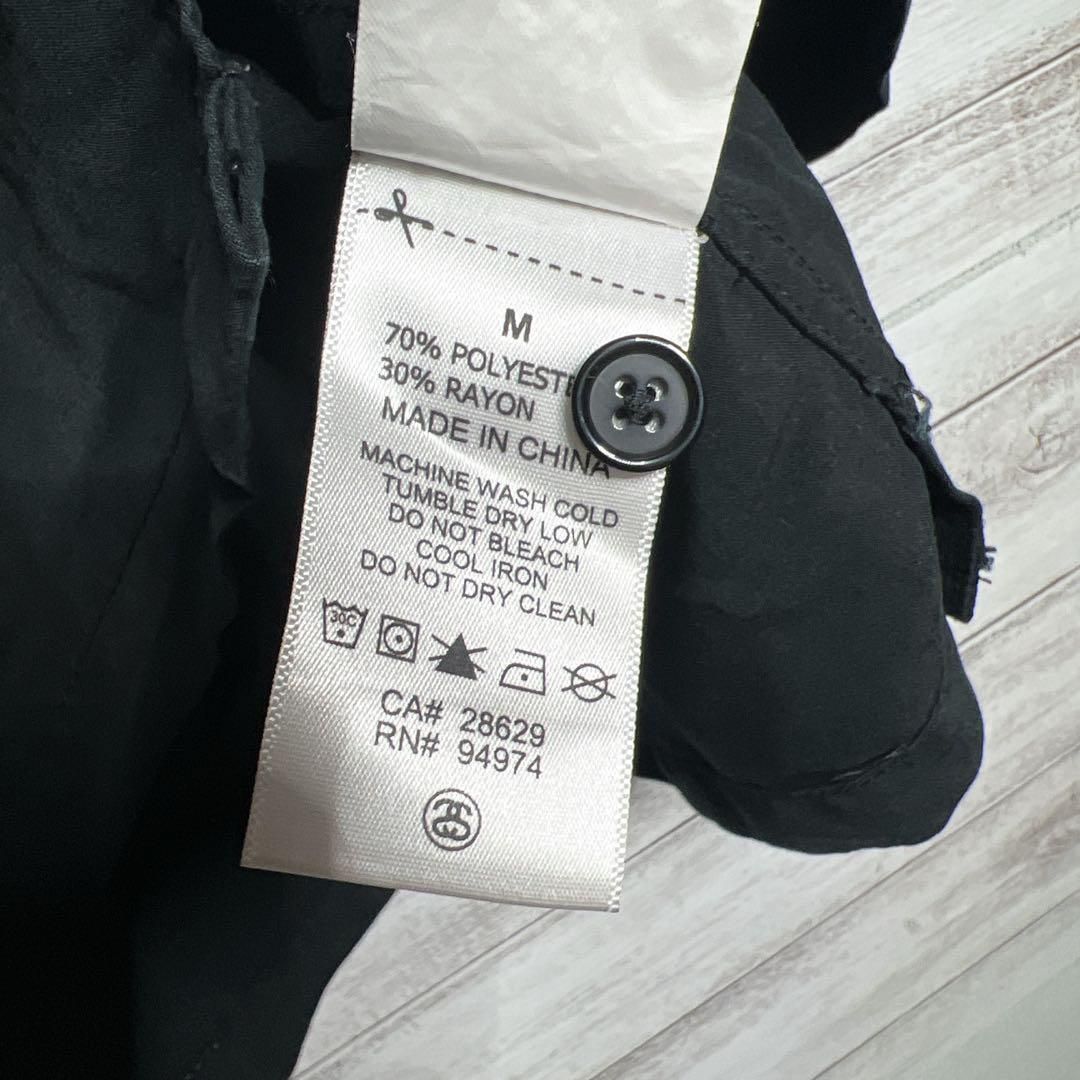 M
70% POLYESTE
30% RAYON
MADE IN CHINA
MACHINE WASH COLD
TUMBLE DRY LOW
DO NOT BLEACH
COOL IRON
DO NOT DRY CLEAN
30C
CA# 28629
RN# 94974